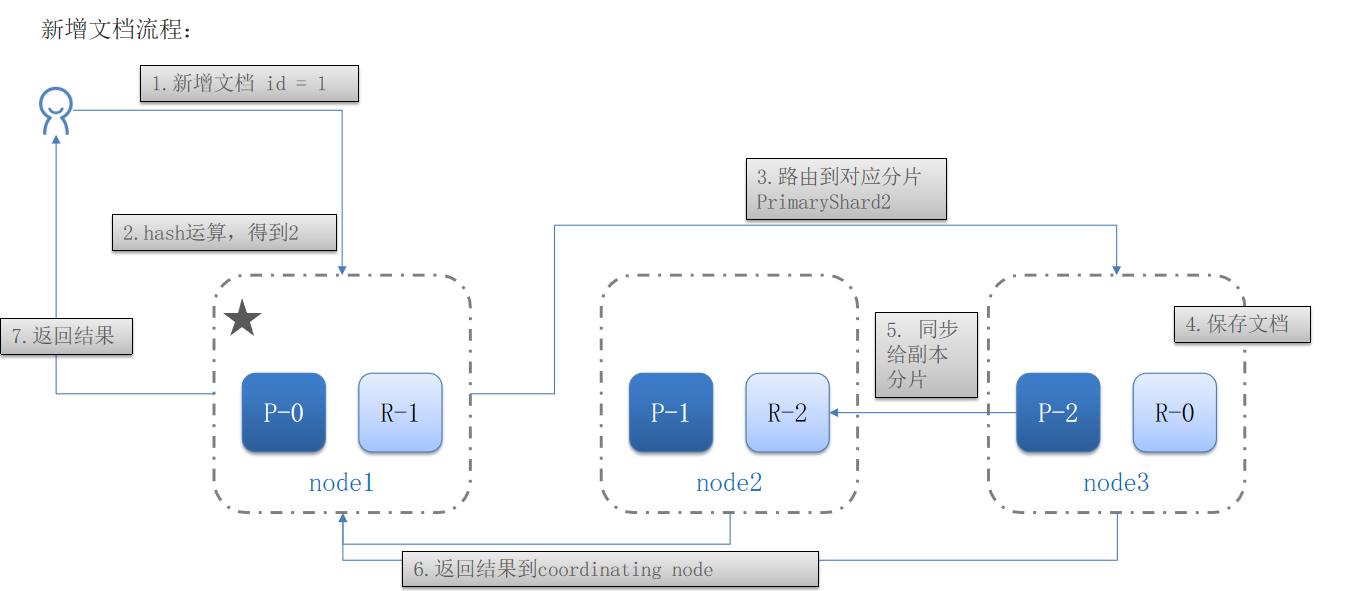 新增文档流程：
1.新增文档 id = 1
2.hash运算，得到2
3.路由到对应分片
PrimaryShard2
4.保存文档
5. 同步
给副本
分片
7.返回结果
P-0
R-1
node1
P-1
R-2
node2
P-2
R-0
node3
6.返回结果到coordinating node